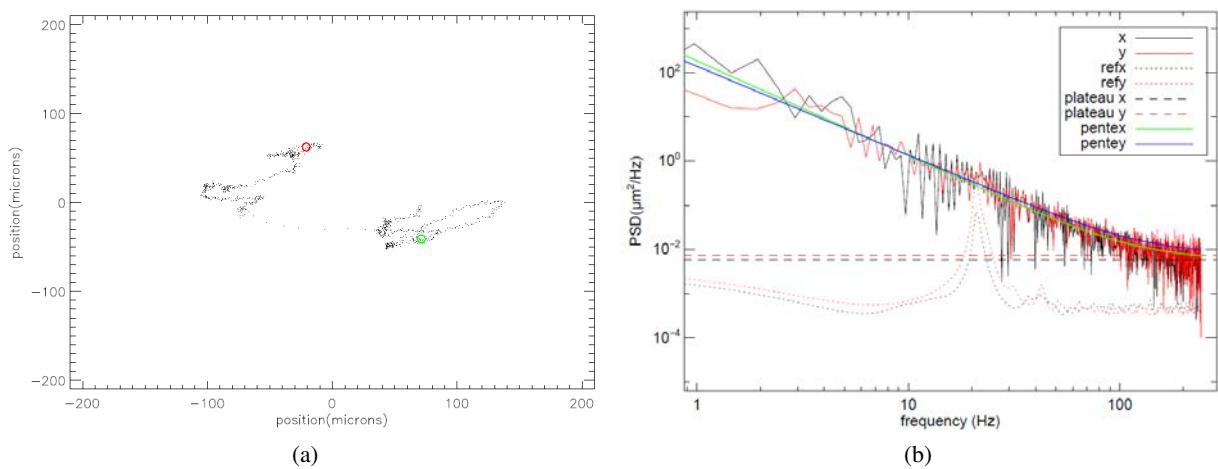 200
100
0
−100
−200
position(microns)
−200
−100
0
100
200
position(microns)
(a)
x
y
refx
refy
plateau x
plateau y
pentex
pentey
10²
10⁰
10⁻²
10⁻⁴
PSD(μm²/Hz)
1
10
100
frequency (Hz)
(b)